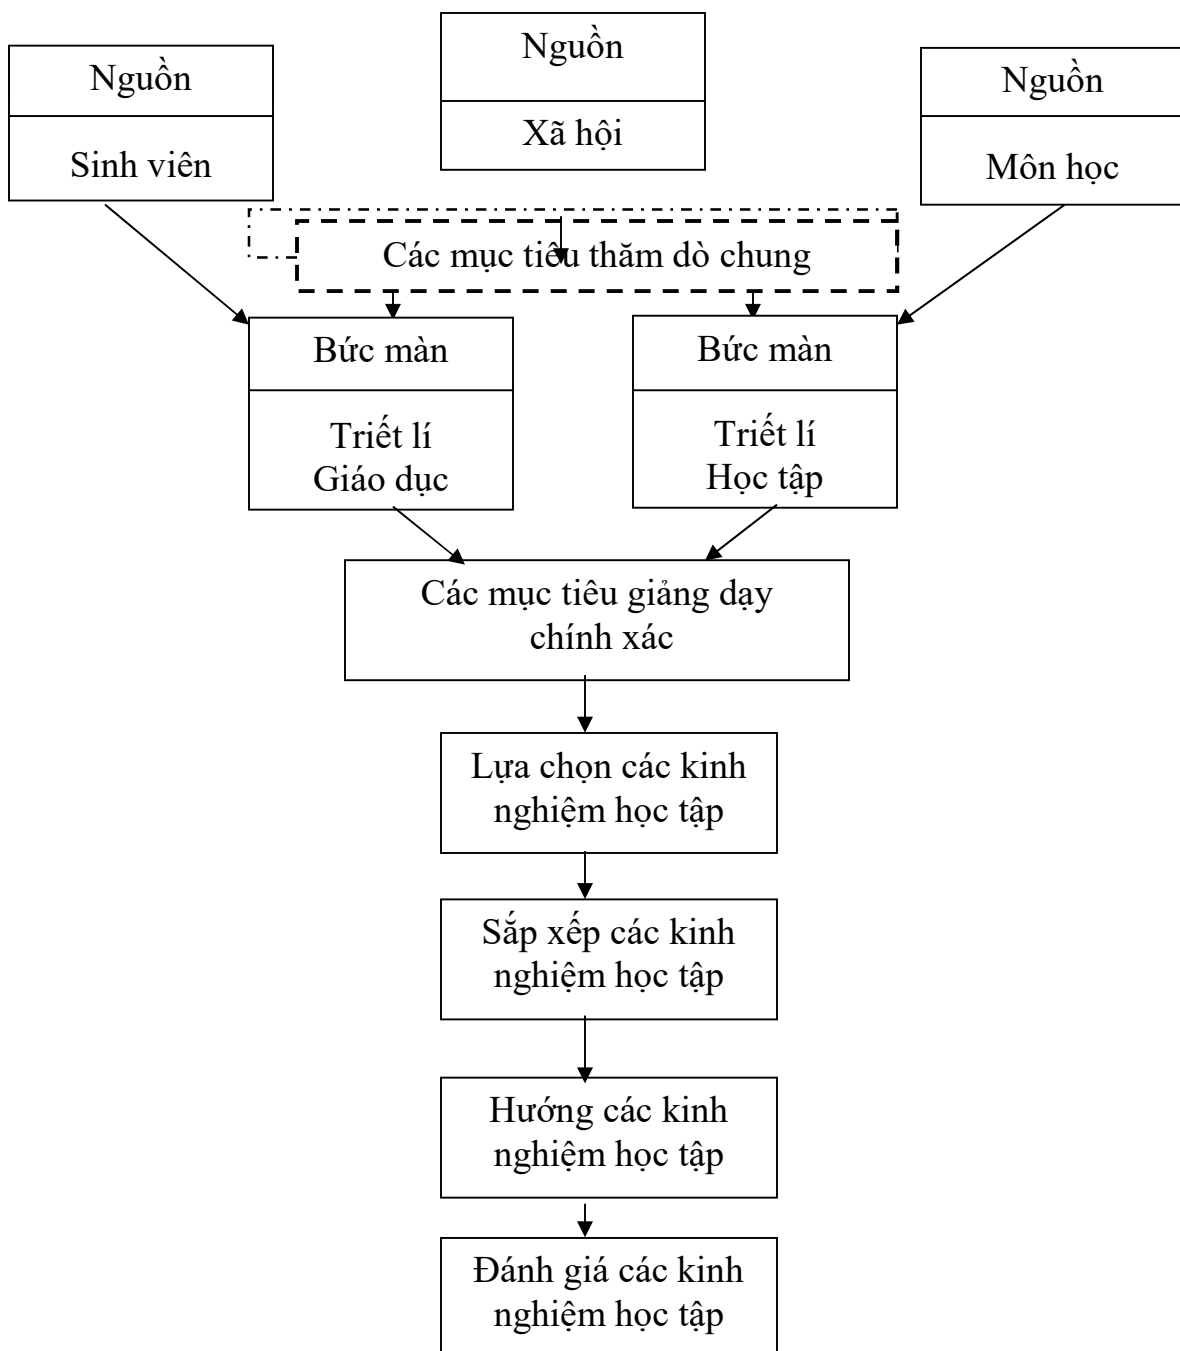 Nguồn
Sinh viên
Nguồn
Xã hội
Nguồn
Môn học
Các mục tiêu thăm dò chung
Bức màn
Triết lí
Giáo dục
Bức màn
Triết lí
Học tập
Các mục tiêu giảng dạy
chính xác
Lựa chọn các kinh
nghiệm học tập
Sắp xếp các kinh
nghiệm học tập
Hướng các kinh
nghiệm học tập
Đánh giá các kinh
nghiệm học tập